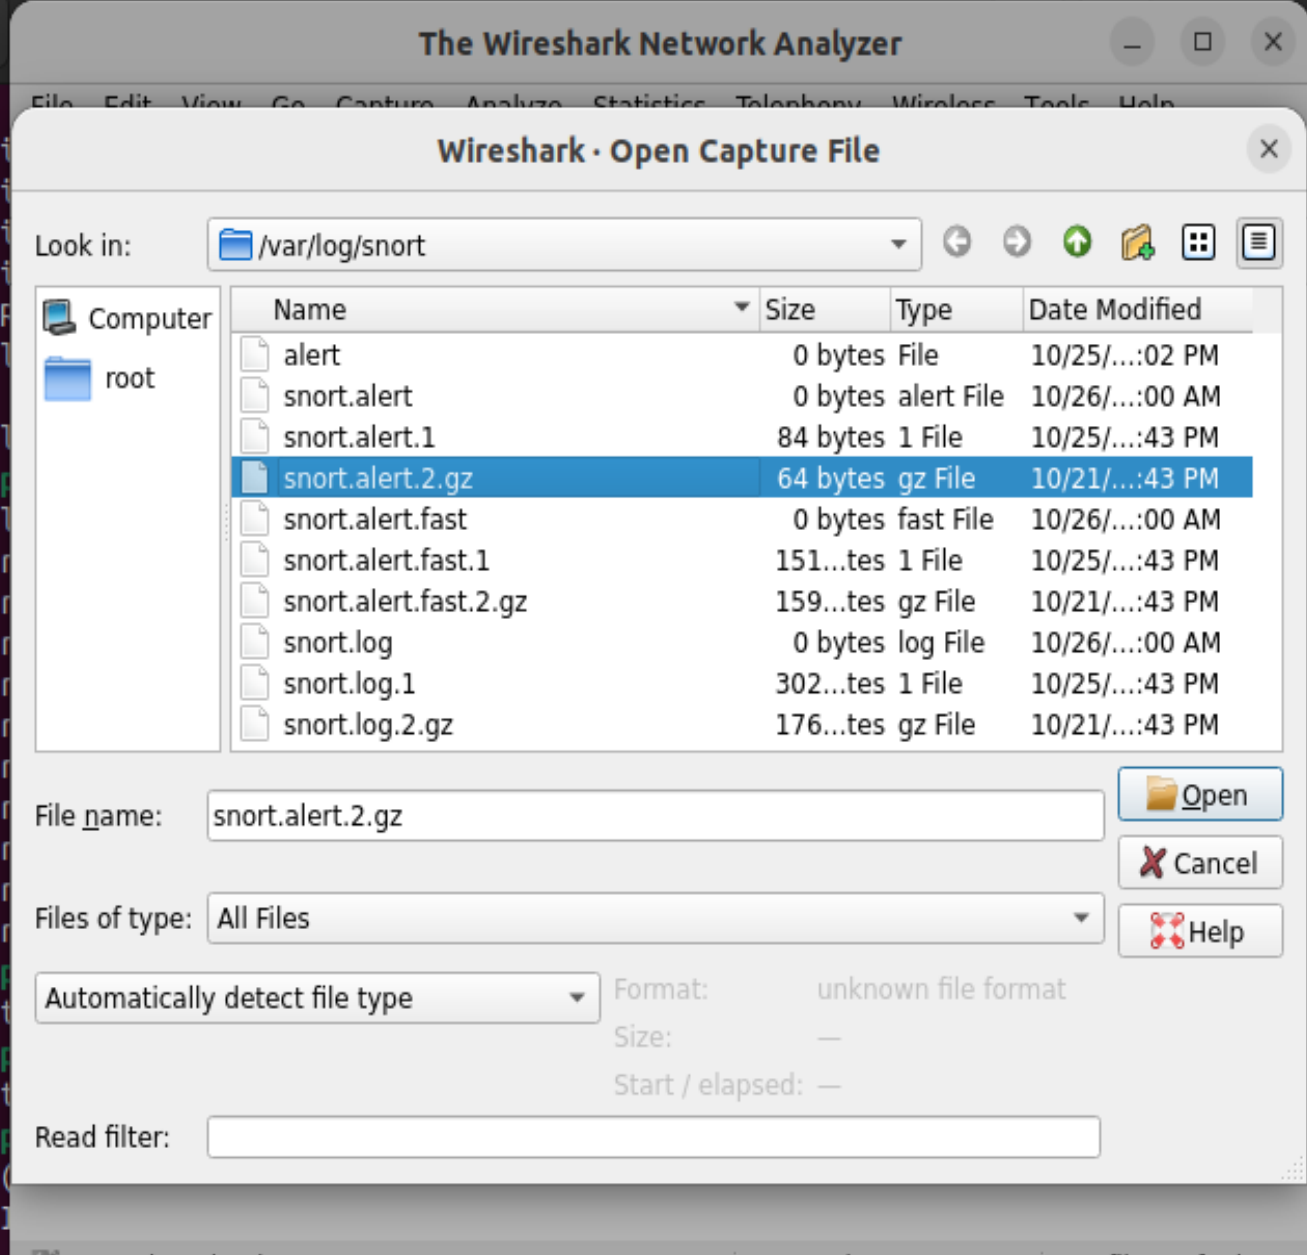 The Wireshark Network Analyzer
File Edit View Go Capture Analyze Statistics Telephony Wireless Tools Help
Wireshark · Open Capture File
Look in: /var/log/snort
Computer
root
Name Size Type Date Modified
alert 0 bytes File 10/25/...:02 PM
snort.alert 0 bytes alert File 10/26/...:00 AM
snort.alert.1 84 bytes 1 File 10/25/...:43 PM
snort.alert.2.gz 64 bytes gz File 10/21/...:43 PM
snort.alert.fast 0 bytes fast File 10/26/...:00 AM
snort.alert.fast.1 151...tes 1 File 10/25/...:43 PM
snort.alert.fast.2.gz 159...tes gz File 10/21/...:43 PM
snort.log 0 bytes log File 10/26/...:00 AM
snort.log.1 302...tes 1 File 10/25/...:43 PM
snort.log.2.gz 176...tes gz File 10/21/...:43 PM
File name: snort.alert.2.gz
Open
Cancel
Files of type: All Files
Help
Automatically detect file type
Format: unknown file format
Size: —
Start / elapsed: —
Read filter: